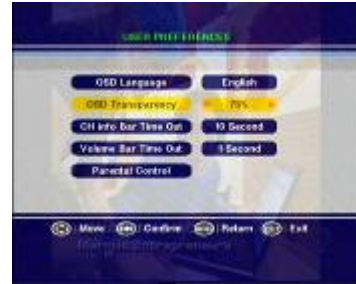 USER PREFERENCES
OSD Language English
OSD Transparency 75%
CH info Bar Time Out 10 Second
Volume Bar Time Out 1 Second
Parental Control
Move Confirm Return Exit